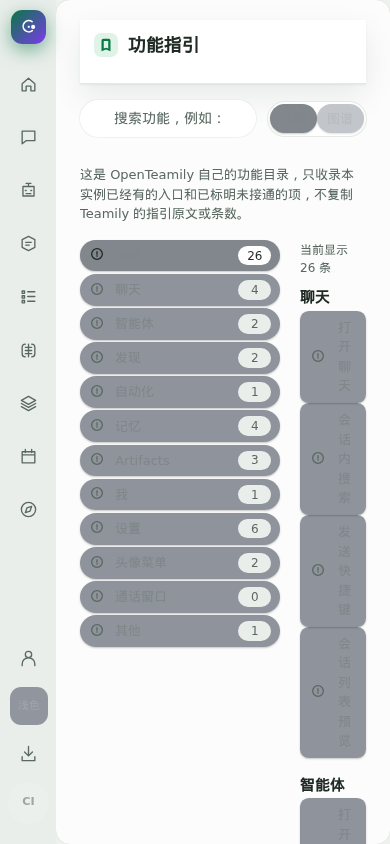 功能指引
搜索功能，例如：
图谱
这是 OpenTeamily 自己的功能目录，只收录本
实例已经有的入口和已标明未接通的项，不复制
Teamily 的指引原文或条数。
26
聊天 4
智能体 2
发现 2
自动化 1
记忆 4
Artifacts 3
我 1
设置 6
头像菜单 2
通话窗口 0
其他 1
当前显示
26 条
聊天
打
开
聊
天
会
话
内
搜
索
发
送
快
捷
键
会
话
列
表
预
览
智能体
打
开
浅色
CI